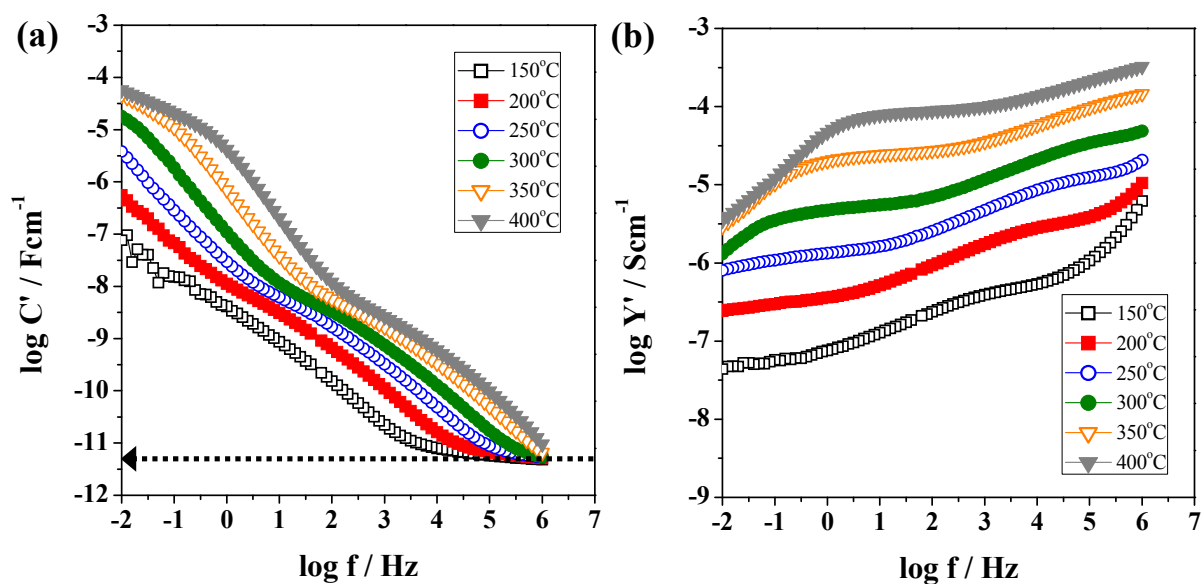 (a)
log C' / Fcm⁻¹
-3
-4
-5
-6
-7
-8
-9
-10
-11
-12
-2 -1 0 1 2 3 4 5 6 7
log f / Hz
150°C
200°C
250°C
300°C
350°C
400°C
(b)
log Y' / Scm⁻¹
-3
-4
-5
-6
-7
-8
-9
-2 -1 0 1 2 3 4 5 6 7
log f / Hz
150°C
200°C
250°C
300°C
350°C
400°C